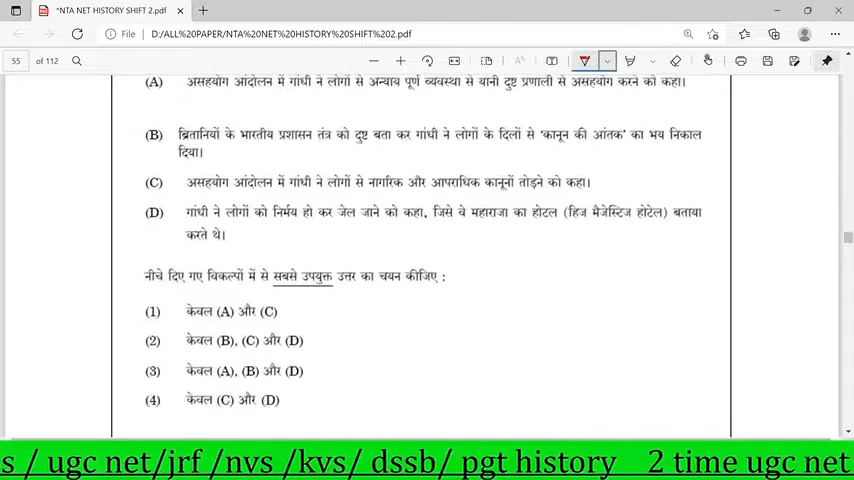 *NTA NET HISTORY SHIFT 2.pdf
File D:/ALL%20PAPER/NTA%20NET%20HISTORY%20SHIFT%202.pdf
55 of 112
(A) असहयोग आंदोलन में गांधी ने लोगों से अन्याय पूर्ण व्यवस्था से यानी दुष्ट प्रणाली से असहयोग करने को कहा।
(B) ब्रितानियों के भारतीय प्रशासन तंत्र को दुष्ट बता कर गांधी ने लोगों के दिलों से 'कानून की आतंक' का भय निकाल
दिया।
(C) असहयोग आंदोलन में गांधी ने लोगों से नागरिक और आपराधिक कानूनों तोड़ने को कहा।
(D) गांधी ने लोगों को निर्मय हो कर जेल जाने को कहा, जिसे वे महाराजा का होटल (हिज मैजेस्टिज होटेल) बताया
करते थे।
नीचे दिए गए विकल्पों में से सबसे उपयुक्त उत्तर का चयन कीजिए :
(1) केवल (A) और (C)
(2) केवल (B), (C) और (D)
(3) केवल (A), (B) और (D)
(4) केवल (C) और (D)
s / ugc net/jrf /nvs /kvs/ dssb/ pgt history 2 time ugc net